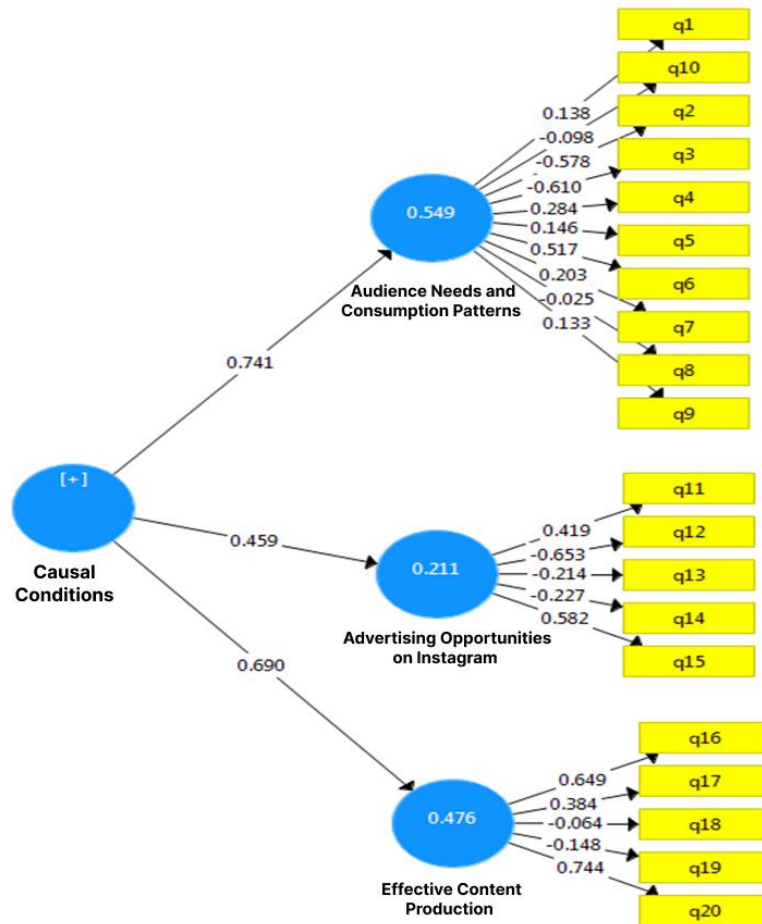 q1
q10
q2
q3
q4
q5
q6
q7
q8
q9
0.138
-0.098
-0.578
-0.610
0.284
0.146
0.517
0.203
-0.025
0.133
0.549
Audience Needs and
Consumption Patterns
0.741
[+]
Causal
Conditions
0.459
0.211
Advertising Opportunities
on Instagram
0.419
-0.653
-0.214
-0.227
0.582
q11
q12
q13
q14
q15
0.690
0.476
Effective Content
Production
0.649
0.384
-0.064
-0.148
0.744
q16
q17
q18
q19
q20